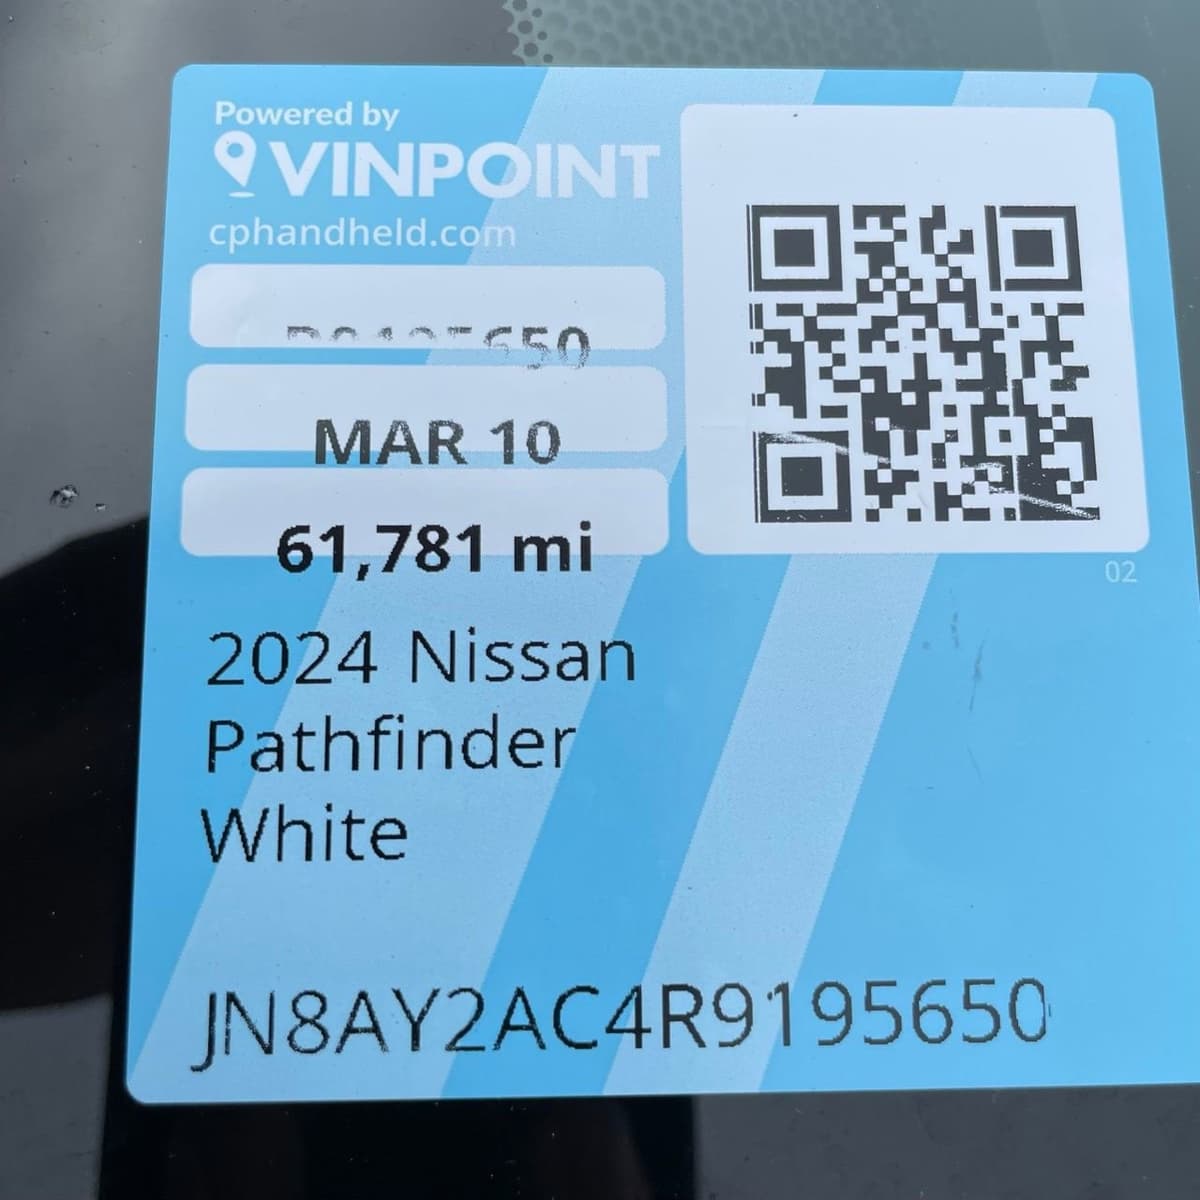 Powered by
VINPOINT
cphandheld.com
MAR 10
61,781 mi
02
2024 Nissan
Pathfinder
White
JN8AY2AC4R9195650